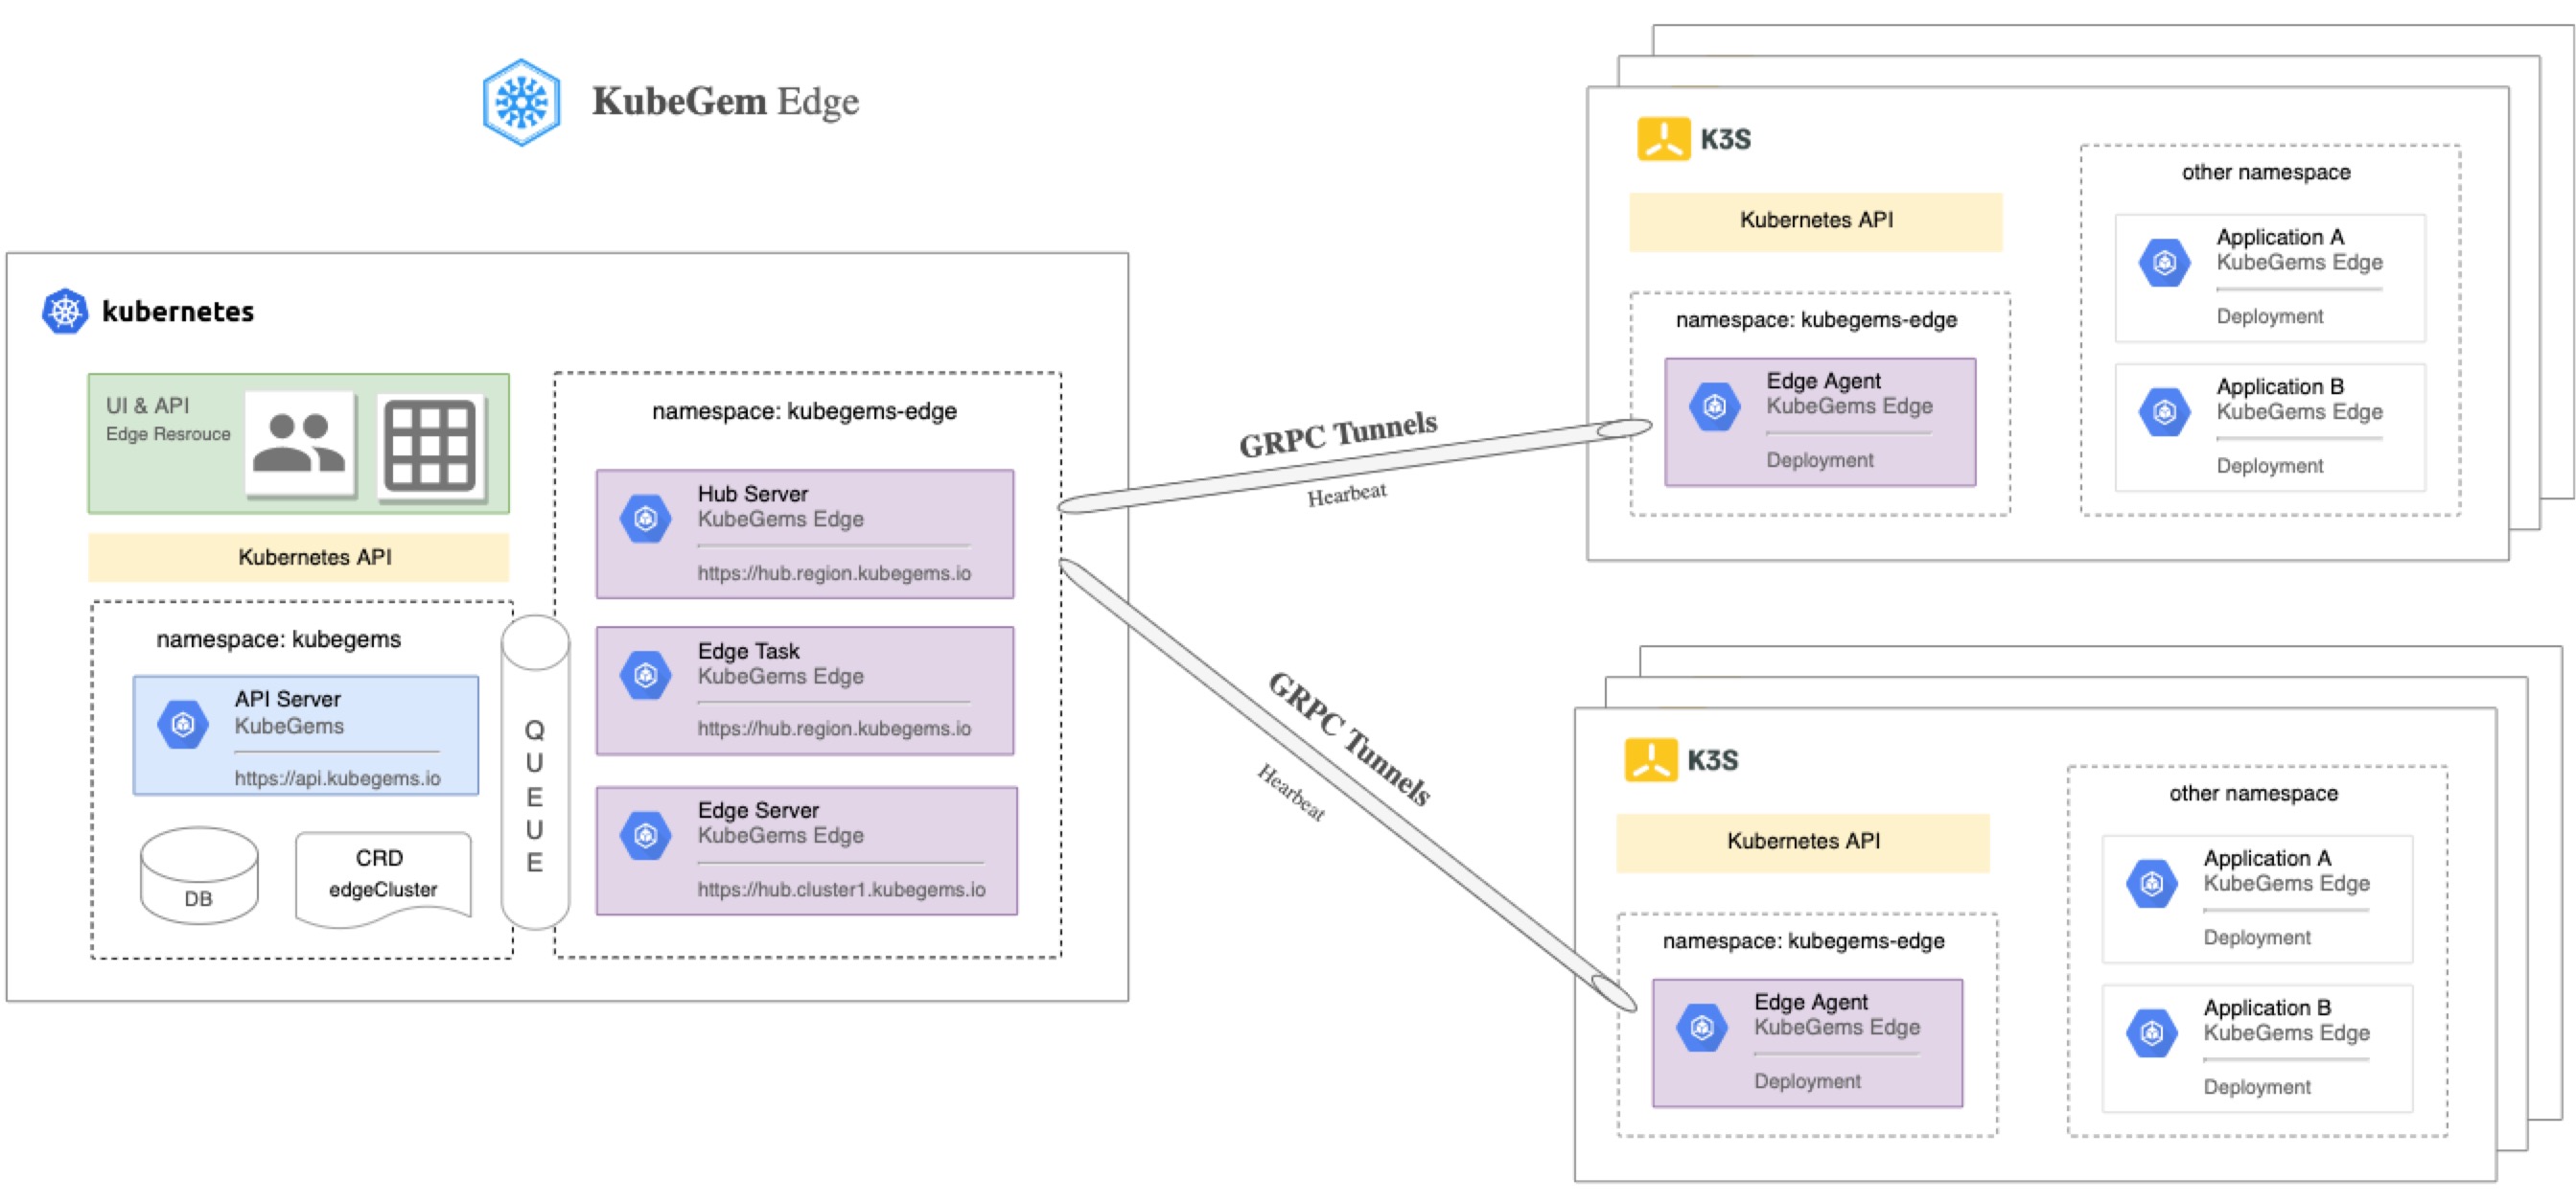 KubeGem Edge
kubernetes
UI & API
Edge Resrouce
Kubernetes API
namespace: kubegems
API Server
KubeGems
https://api.kubegems.io
DB
CRD
edgeCluster
Q
U
E
U
E
namespace: kubegems-edge
Hub Server
KubeGems Edge
https://hub.region.kubegems.io
Edge Task
KubeGems Edge
https://hub.region.kubegems.io
Edge Server
KubeGems Edge
https://hub.cluster1.kubegems.io
GRPC Tunnels
Hearbeat
GRPC Tunnels
Hearbeat
K3S
Kubernetes API
namespace: kubegems-edge
Edge Agent
KubeGems Edge
Deployment
other namespace
Application A
KubeGems Edge
Deployment
Application B
KubeGems Edge
Deployment
K3S
Kubernetes API
namespace: kubegems-edge
Edge Agent
KubeGems Edge
Deployment
other namespace
Application A
KubeGems Edge
Deployment
Application B
KubeGems Edge
Deployment